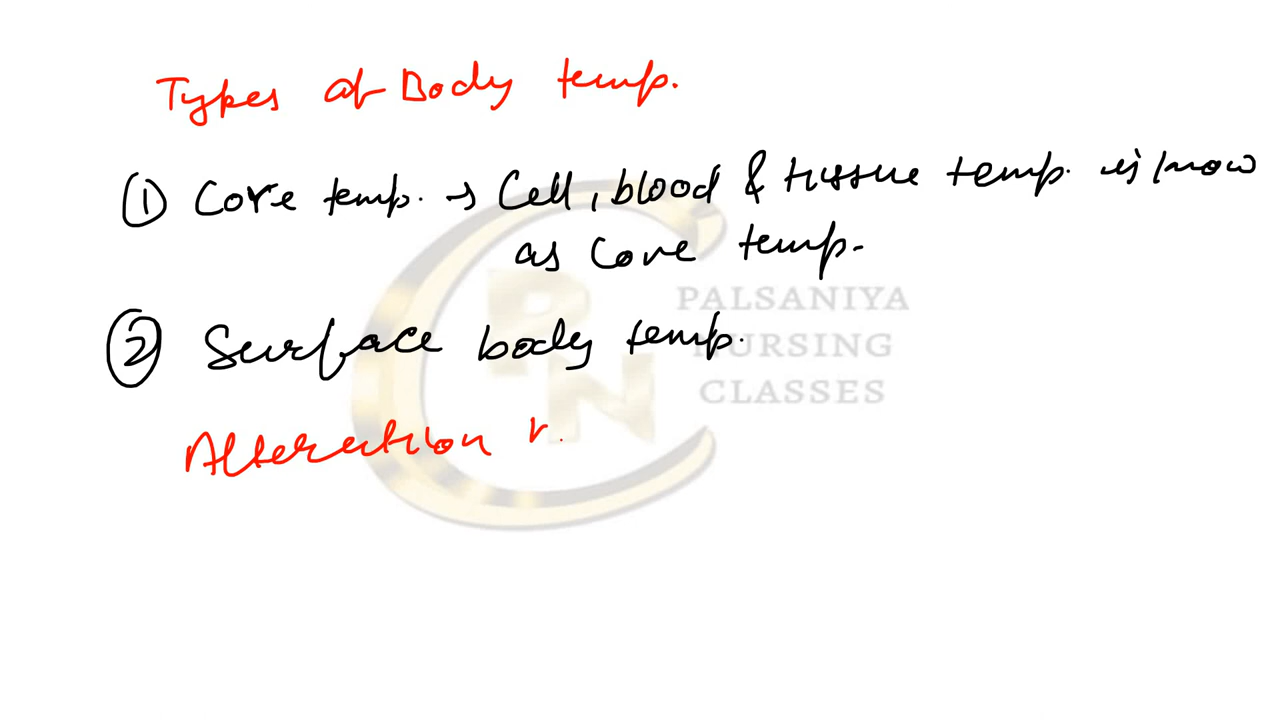 Types of Body temp.
① Core temp. → Cell, blood & tissue temp. is know
as Core temp.
PALSANIYA
② Surface body temp.
NURSING
CLASSES
Alteration